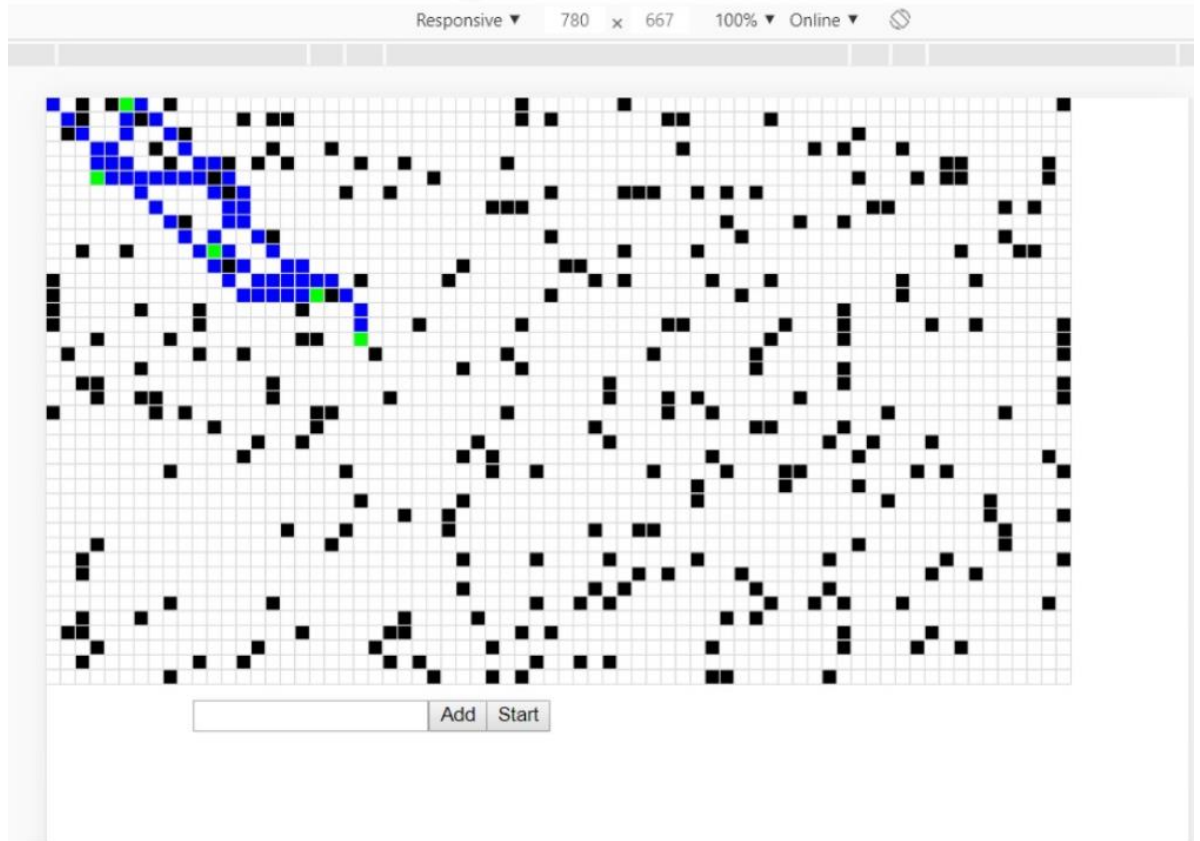 Responsive ▼ 780 × 667 100% ▼ Online ▼
Add Start